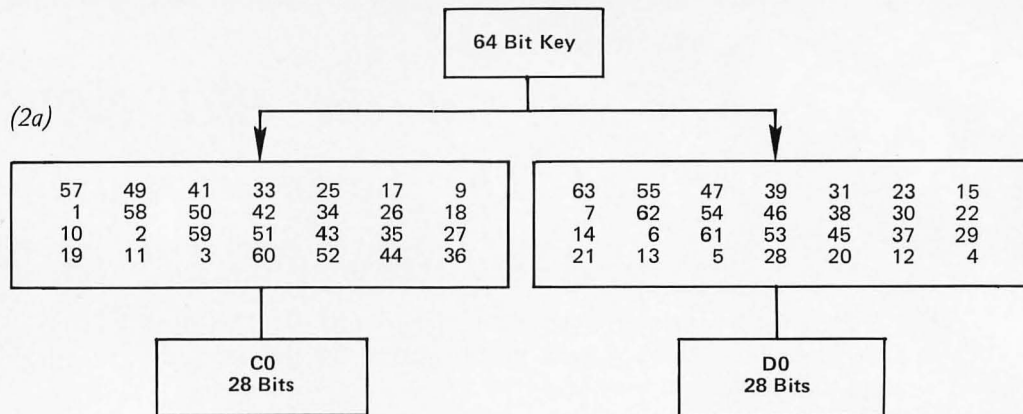 64 Bit Key
(2a)
57 49 41 33 25 17 9
1 58 50 42 34 26 18
10 2 59 51 43 35 27
19 11 3 60 52 44 36
63 55 47 39 31 23 15
7 62 54 46 38 30 22
14 6 61 53 45 37 29
21 13 5 28 20 12 4
C0
28 Bits
D0
28 Bits